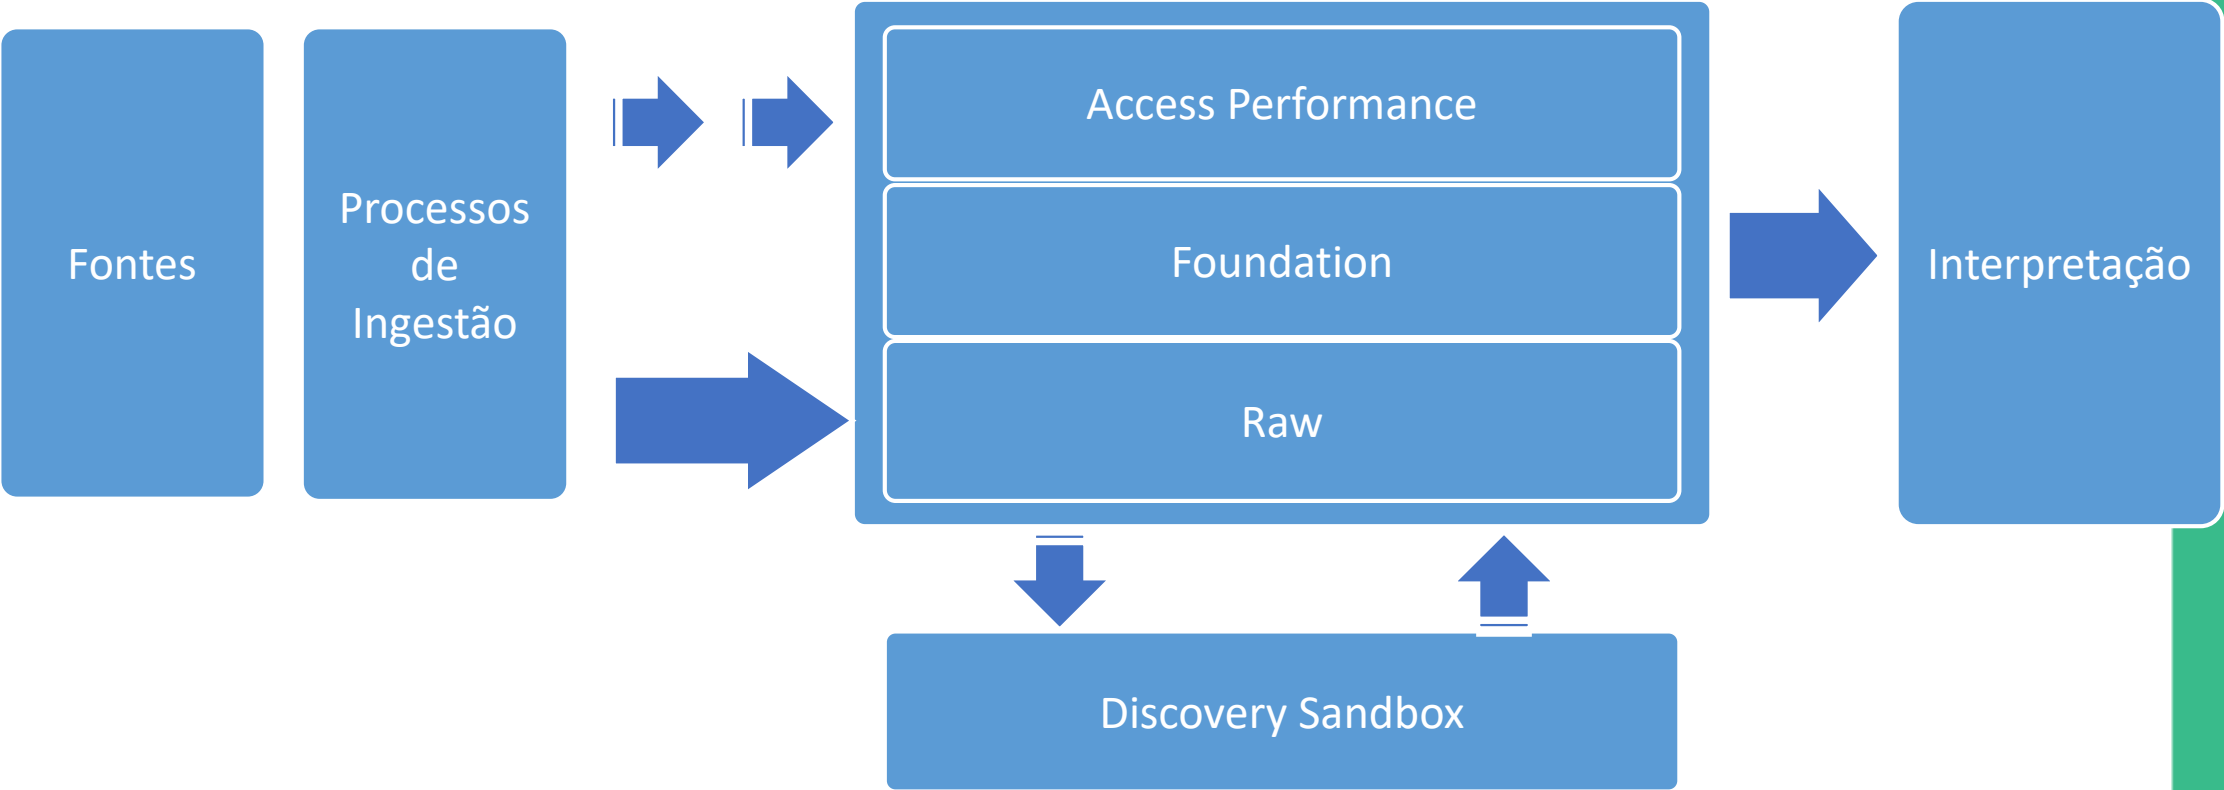 Fontes
Processos
de
Ingestão
Access Performance
Foundation
Raw
Interpretação
Discovery Sandbox